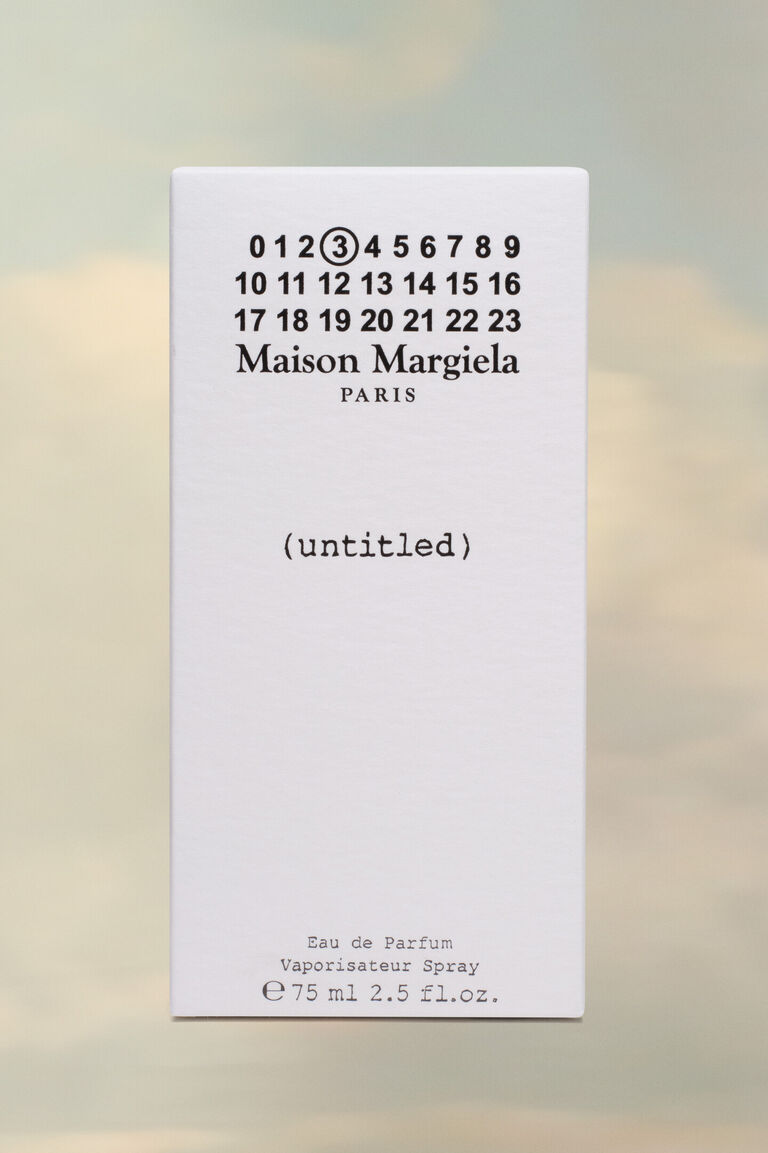 0 1 2 3 4 5 6 7 8 9
10 11 12 13 14 15 16
17 18 19 20 21 22 23
Maison Margiela
PARIS
(untitled)
Eau de Parfum
Vaporisateur Spray
℮ 75 ml 2.5 fl.oz.